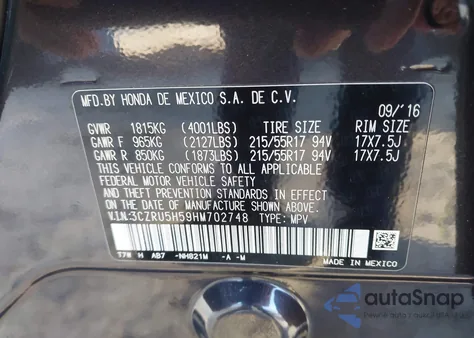 MFD.BY HONDA DE MEXICO S.A. DE C.V.
09/'16
GVWR 1815KG (4001LBS) TIRE SIZE RIM SIZE
GAWR F 965KG (2127LBS) 215/55R17 94V 17X7.5J
GAWR R 850KG (1873LBS) 215/55R17 94V 17X7.5J
THIS VEHICLE CONFORMS TO ALL APPLICABLE
FEDERAL MOTOR VEHICLE SAFETY
AND THEFT PREVENTION STANDARDS IN EFFECT ON
THE DATE OF MANUFACTURE SHOWN ABOVE.
V.I.N:3CZRU5H59HM702748 TYPE: MPV
T7W H AB7 -NH821M -A -M
MADE IN MEXICO
autoSnap